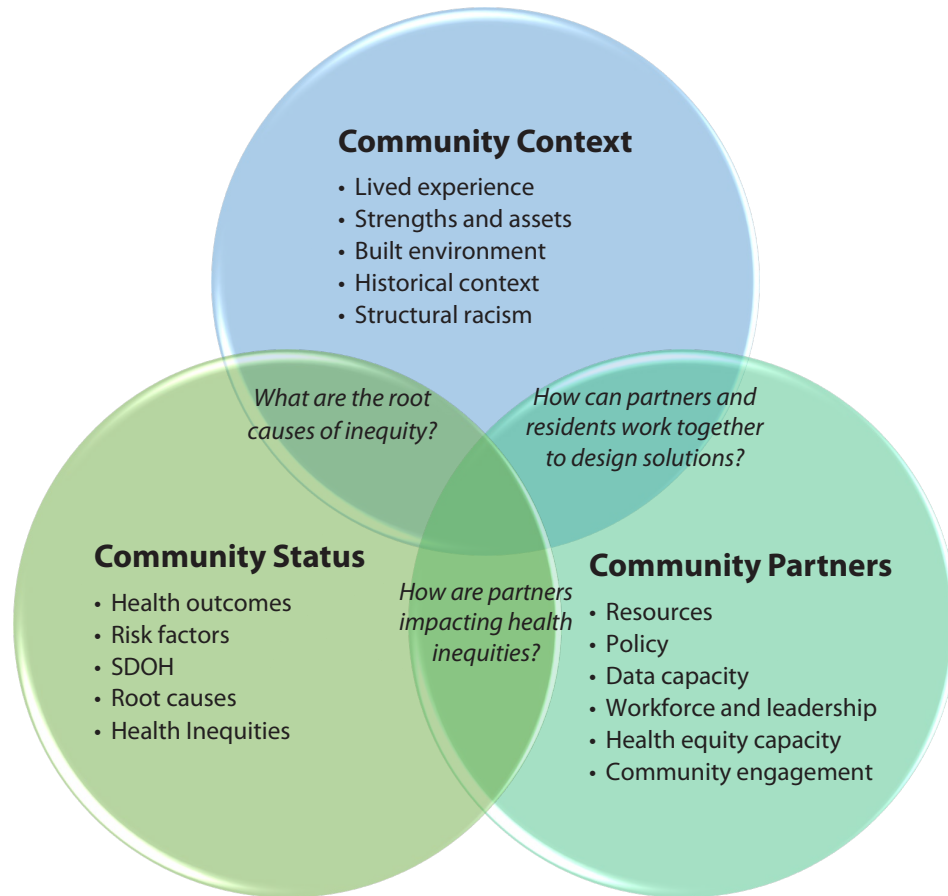 Community Context
• Lived experience
• Strengths and assets
• Built environment
• Historical context
• Structural racism
What are the root
causes of inequity?
How can partners and
residents work together
to design solutions?
Community Status
• Health outcomes
• Risk factors
• SDOH
• Root causes
• Health Inequities
How are partners
impacting health
inequities?
Community Partners
• Resources
• Policy
• Data capacity
• Workforce and leadership
• Health equity capacity
• Community engagement